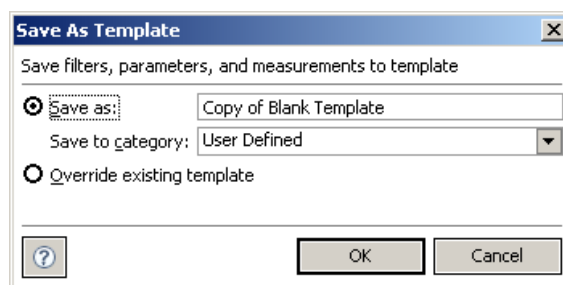 Save As Template
Save filters, parameters, and measurements to template
Save as: Copy of Blank Template
Save to category: User Defined
Override existing template
? OK Cancel